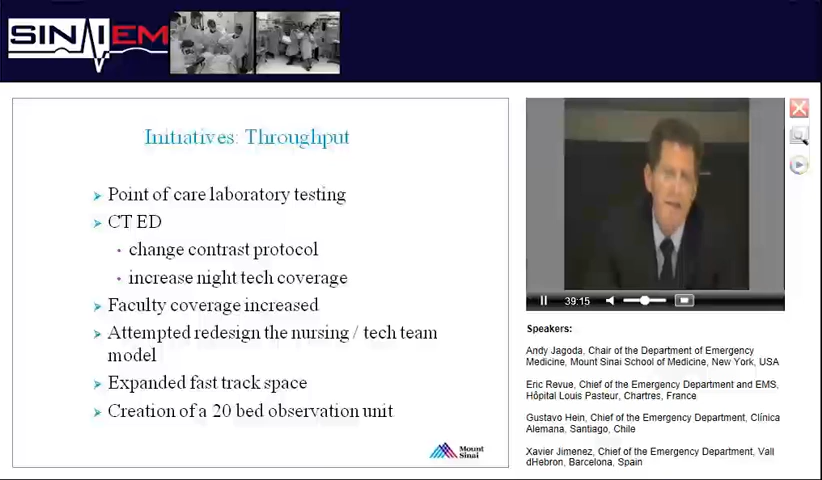 SINAIEM
Initiatives: Throughput
Point of care laboratory testing
CT ED
change contrast protocol
increase night tech coverage
Faculty coverage increased
Attempted redesign the nursing / tech team
model
Expanded fast track space
Creation of a 20 bed observation unit
Mount
Sinai
39:15
Speakers:
Andy Jagoda, Chair of the Department of Emergency
Medicine, Mount Sinai School of Medicine, New York, USA
Eric Revue, Chief of the Emergency Department and EMS,
Hôpital Louis Pasteur, Chartres, France
Gustavo Hein, Chief of the Emergency Department, Clínica
Alemana, Santiago, Chile
Xavier Jimenez, Chief of the Emergency Department, Vall
dHebron, Barcelona, Spain